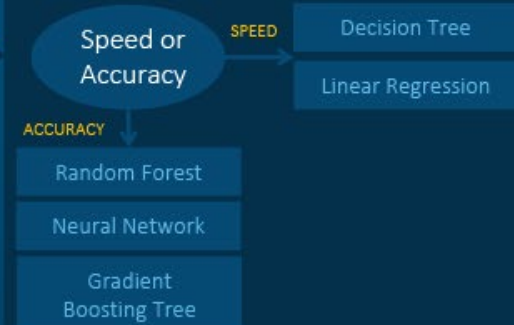 Speed or
Accuracy
SPEED
Decision Tree
Linear Regression
ACCURACY
Random Forest
Neural Network
Gradient
Boosting Tree